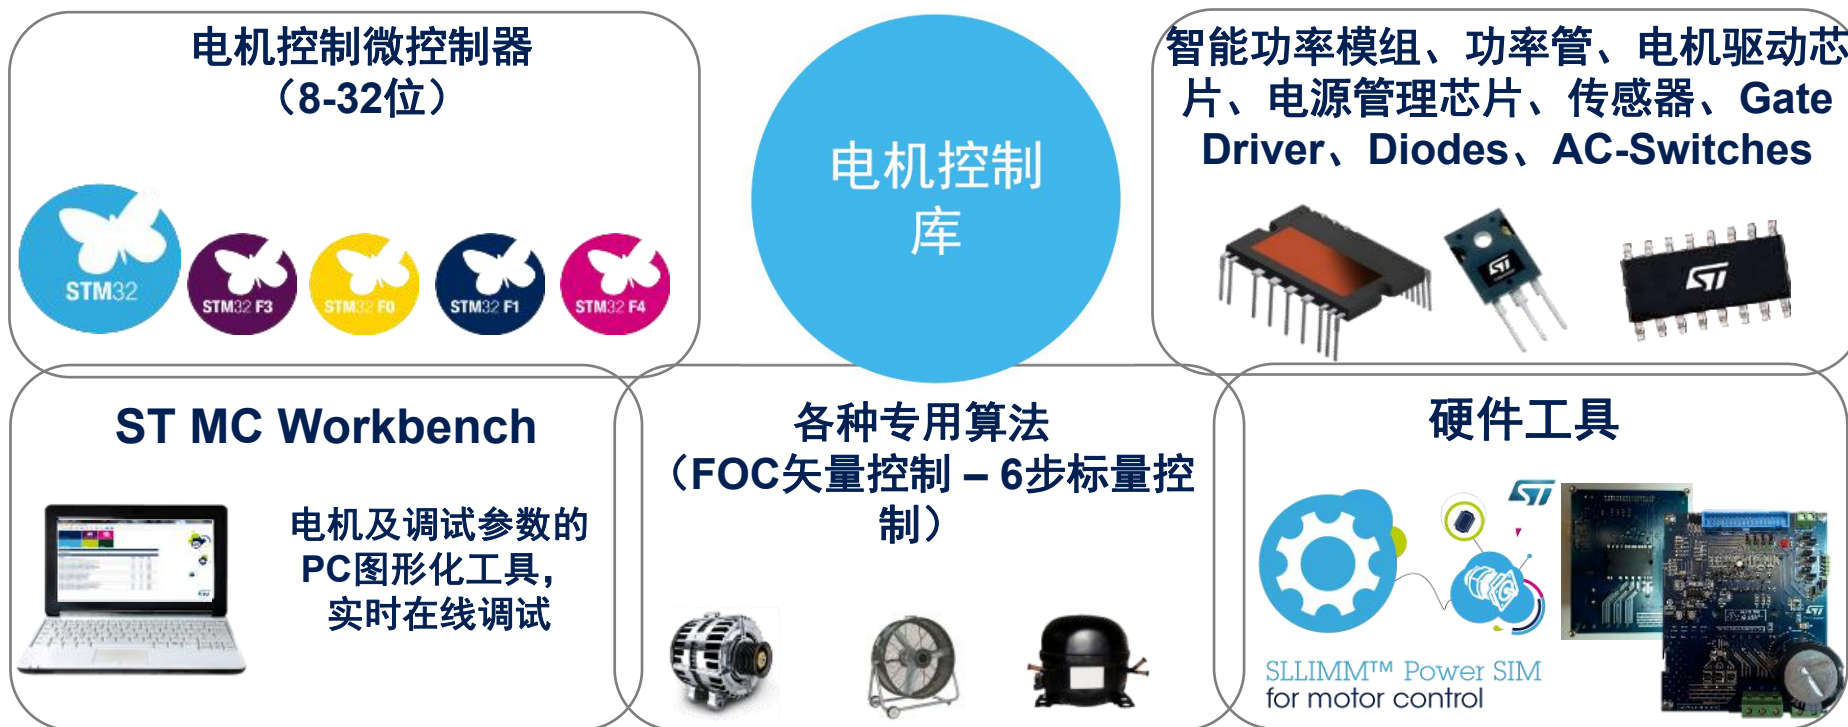 电机控制微控制器
（8-32位）
STM32
STM32 F3
STM32 F0
STM32 F1
STM32 F4
电机控制
库
智能功率模组、功率管、电机驱动芯
片、电源管理芯片、传感器、Gate
Driver、Diodes、AC-Switches
ST
ST
ST MC Workbench
电机及调试参数的
PC图形化工具，
实时在线调试
各种专用算法
（FOC矢量控制 – 6步标量控
制）
硬件工具
ST
SLLIMM™ Power SIM
for motor control
ST